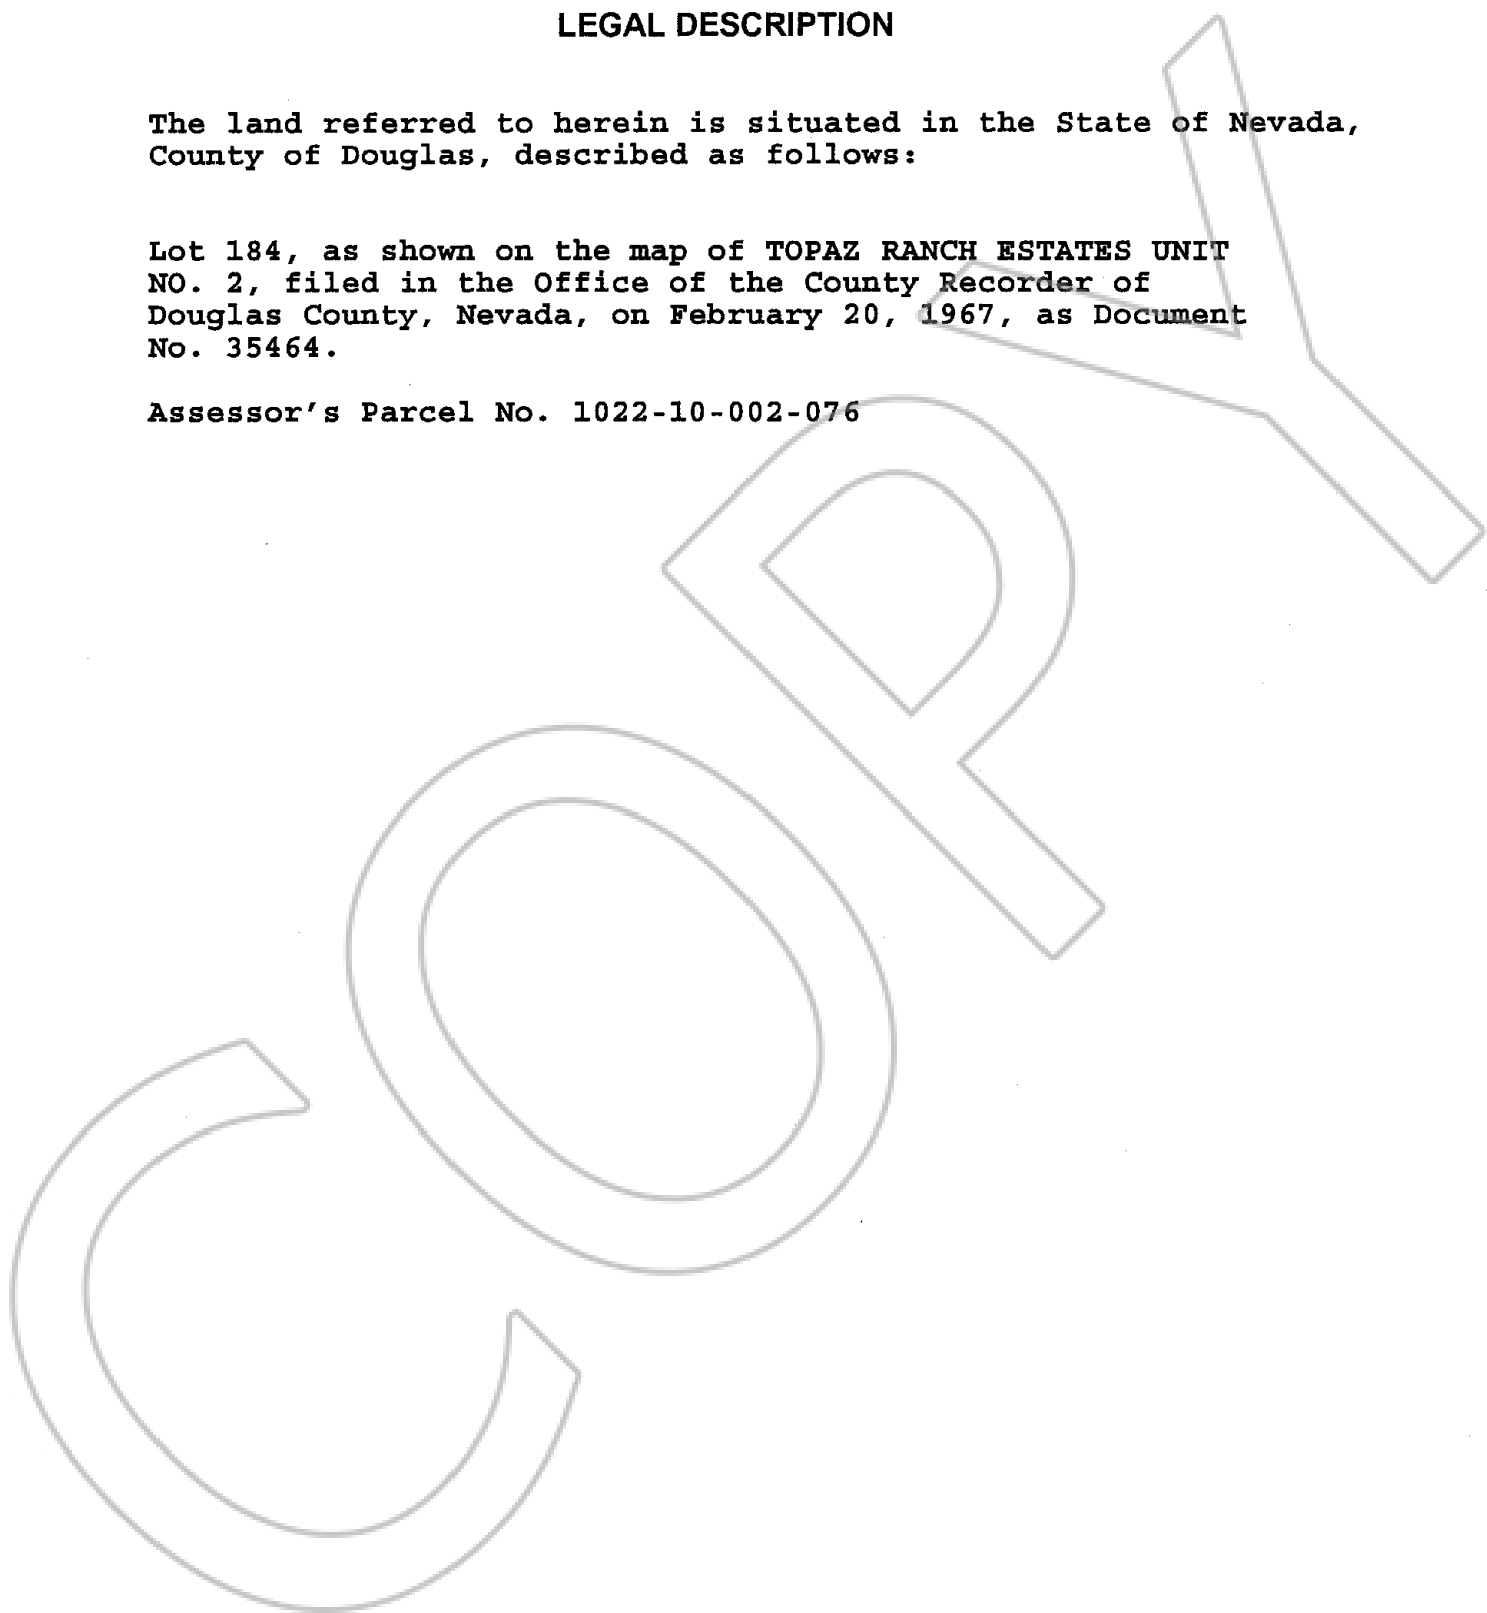 LEGAL DESCRIPTION
The land referred to herein is situated in the State of Nevada,
County of Douglas, described as follows:
Lot 184, as shown on the map of TOPAZ RANCH ESTATES UNIT
NO. 2, filed in the Office of the County Recorder of
Douglas County, Nevada, on February 20, 1967, as Document
No. 35464.
Assessor's Parcel No. 1022-10-002-076
COPY